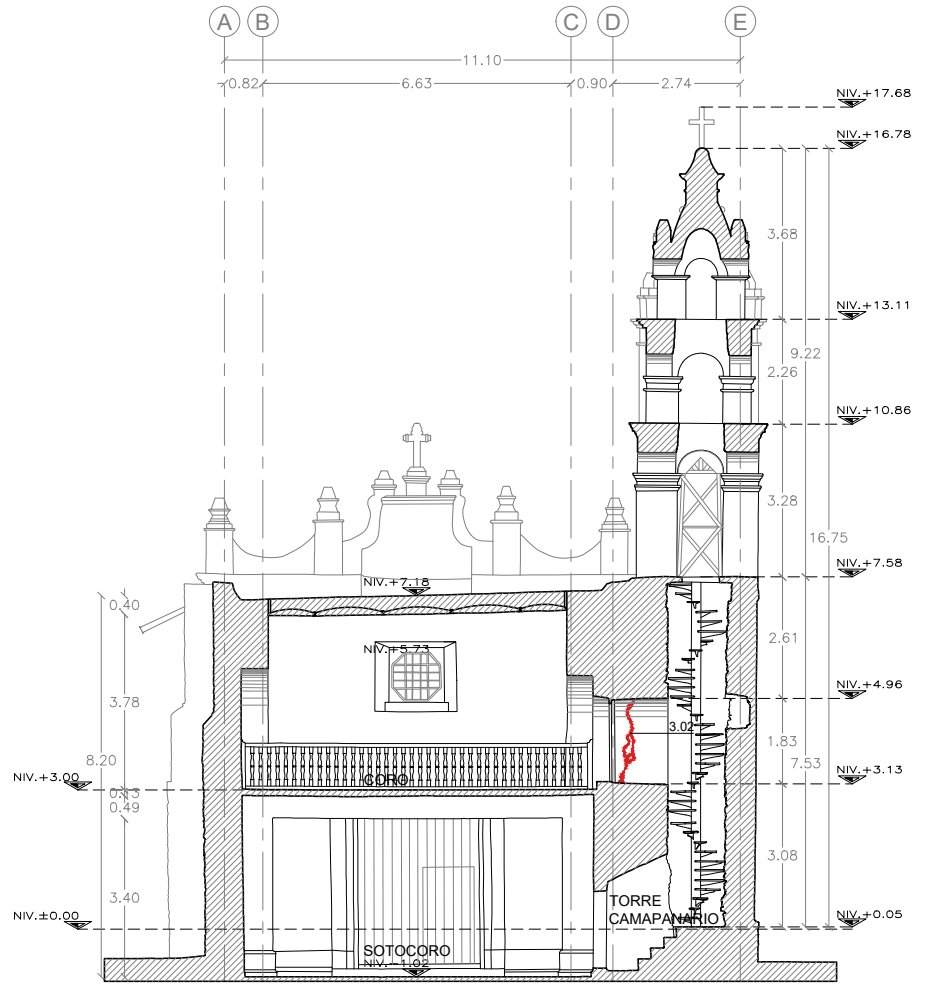 A B C D E
11.10
0.82 6.63 0.90 2.74
NIV.+17.68
NIV.+16.78
3.68
NIV.+13.11
9.22
2.26
NIV.+10.86
3.28
16.75
NIV.+7.58
NIV.+7.18
0.40
2.61
NIV.+5.73
NIV.+4.96
3.78
3.02
1.83
8.20
7.53
NIV.+3.00
CORO
NIV.+3.13
0.49
3.08
3.40
TORRE
CAMAPANARIO
NIV.±0.00
NIV.+0.05
SOTOCORO
NIV.-1.02